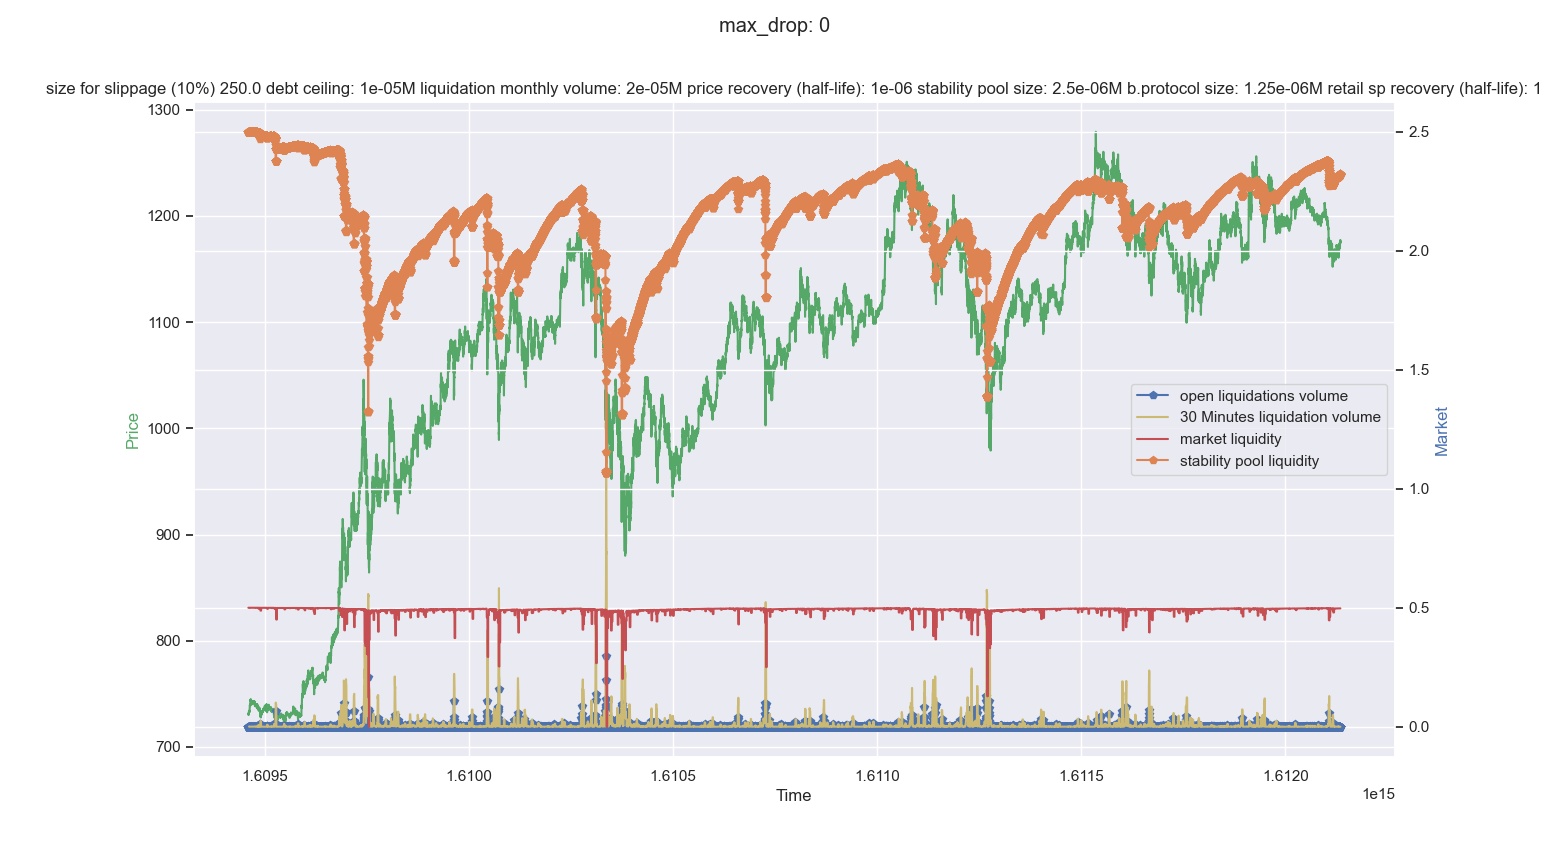 max_drop: 0
size for slippage (10%) 250.0 debt ceiling: 1e-05M liquidation monthly volume: 2e-05M price recovery (half-life): 1e-06 stability pool size: 2.5e-06M b.protocol size: 1.25e-06M retail sp recovery (half-life): 1
1300
1200
1100
1000
900
800
700
Price
2.5
2.0
1.5
1.0
0.5
0.0
Market
open liquidations volume
30 Minutes liquidation volume
market liquidity
stability pool liquidity
1.6095
1.6100
1.6105
1.6110
1.6115
1.6120
1e15
Time